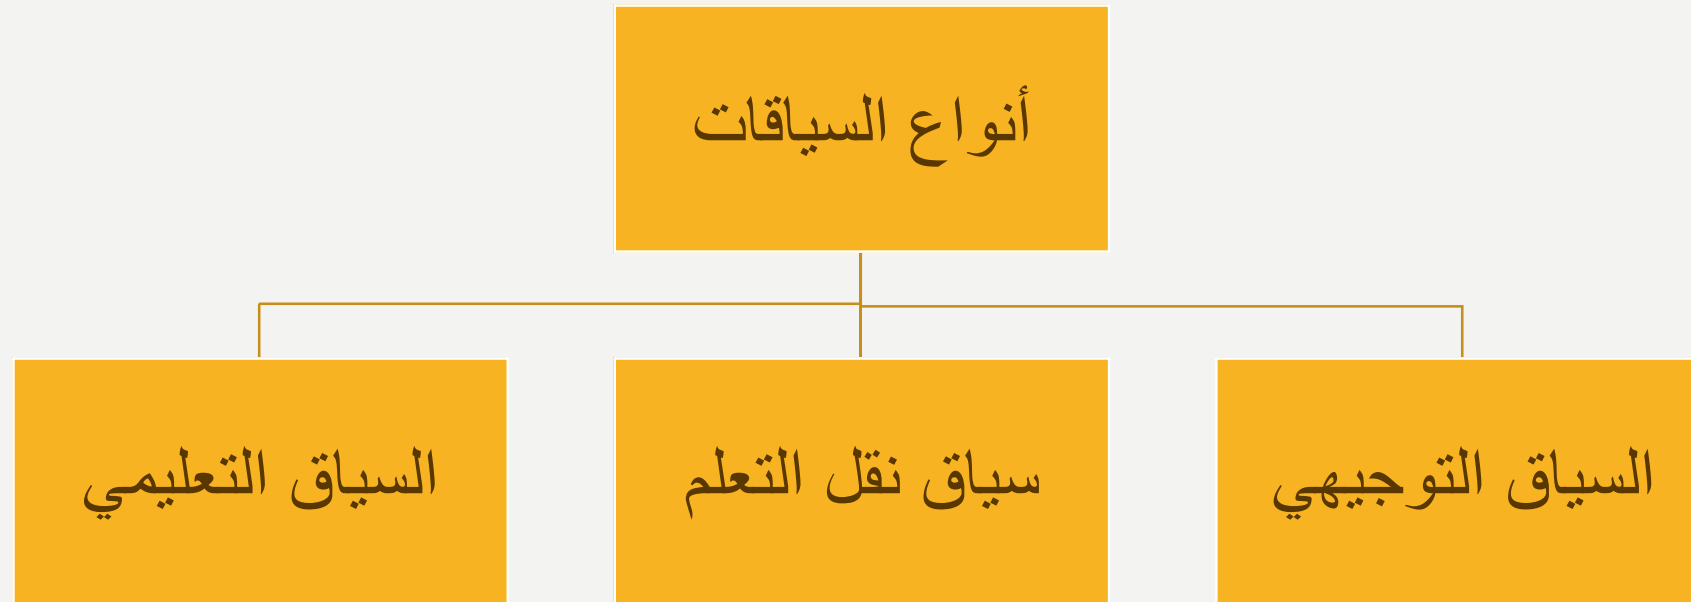 أنواع السياقات
السياق التوجيهي
سياق نقل التعلم
السياق التعليمي